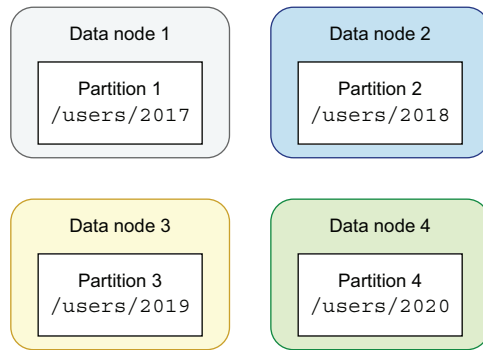 Data node 1
Partition 1
/users/2017
Data node 2
Partition 2
/users/2018
Data node 3
Partition 3
/users/2019
Data node 4
Partition 4
/users/2020